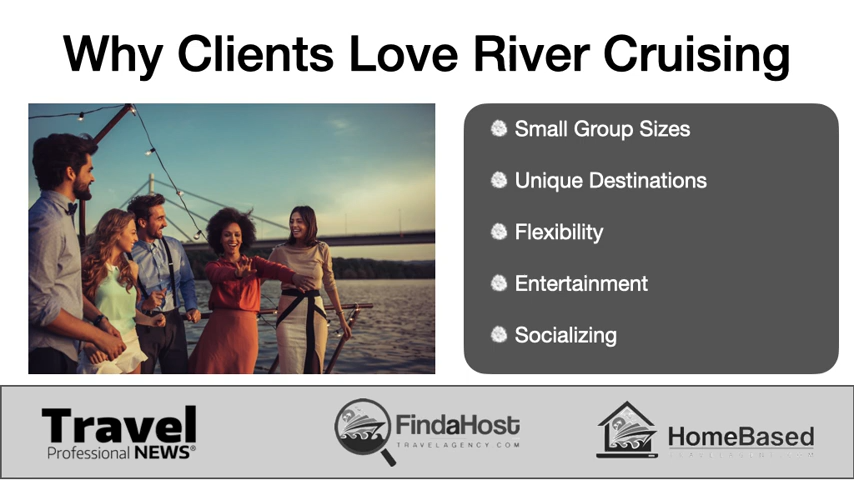 Why Clients Love River Cruising
Small Group Sizes
Unique Destinations
Flexibility
Entertainment
Socializing
Travel
Professional NEWS®
FindaHost
TRAVELAGENCY.COM
HomeBased